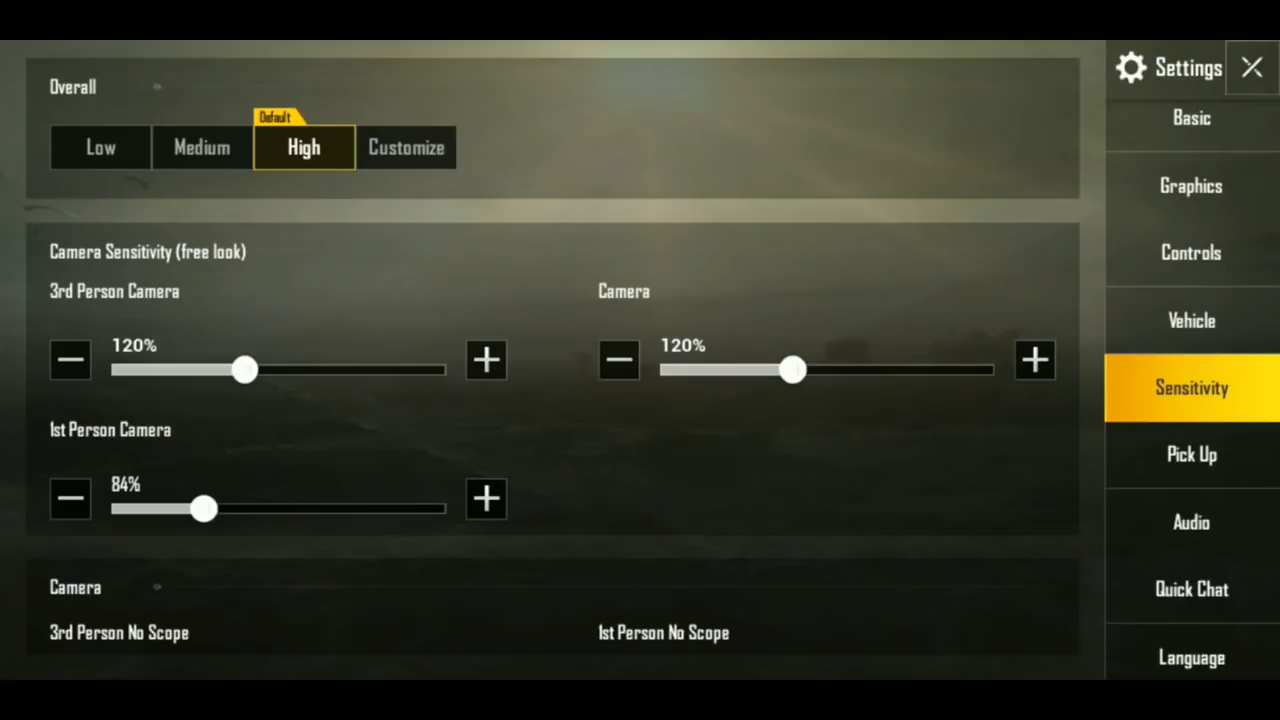 Overall
Default
Low Medium High Customize
Camera Sensitivity (free look)
3rd Person Camera
120%
Camera
120%
1st Person Camera
84%
Camera
3rd Person No Scope
1st Person No Scope
Settings
Basic
Graphics
Controls
Vehicle
Sensitivity
Pick Up
Audio
Quick Chat
Language